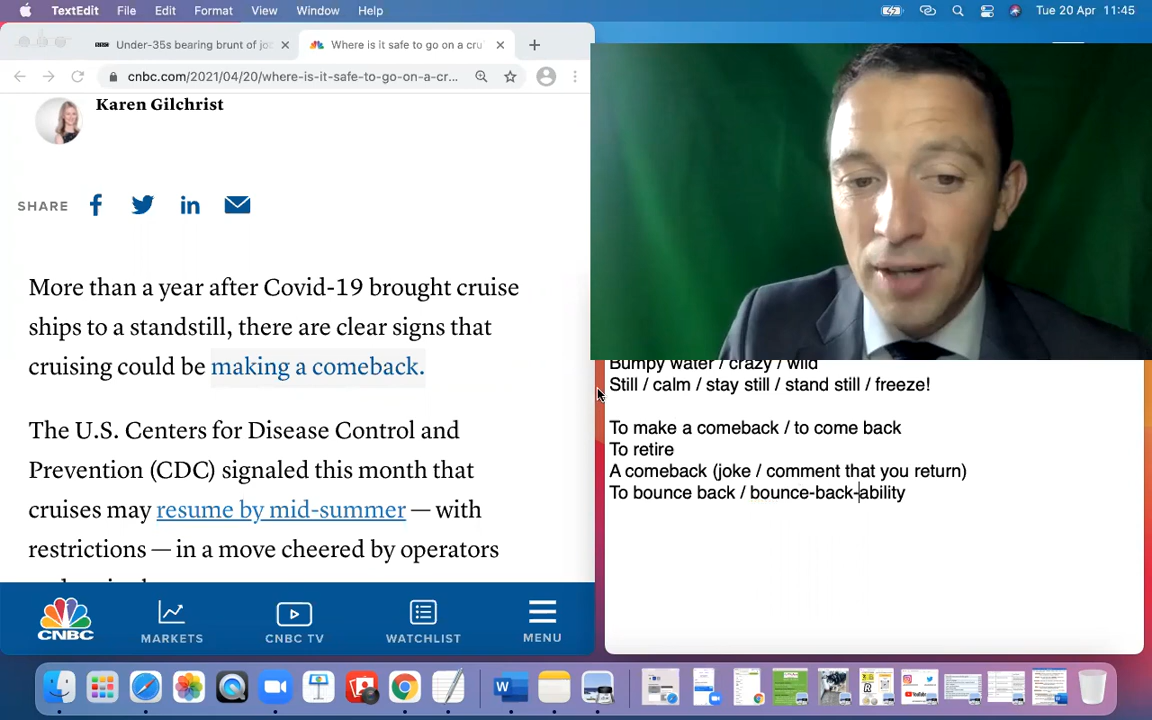 TextEdit File Edit Format View Window Help Tue 20 Apr 11:45
Under-35s bearing brunt of jo
Where is it safe to go on a cru
cnbc.com/2021/04/20/where-is-it-safe-to-go-on-a-cr...
Karen Gilchrist
SHARE
More than a year after Covid-19 brought cruise
ships to a standstill, there are clear signs that
cruising could be making a comeback.
The U.S. Centers for Disease Control and
Prevention (CDC) signaled this month that
cruises may resume by mid-summer — with
restrictions — in a move cheered by operators
CNBC
MARKETS
CNBC TV
WATCHLIST
MENU
Bumpy water / crazy / wild
Still / calm / stay still / stand still / freeze!
To make a comeback / to come back
To retire
A comeback (joke / comment that you return)
To bounce back / bounce-back-ability